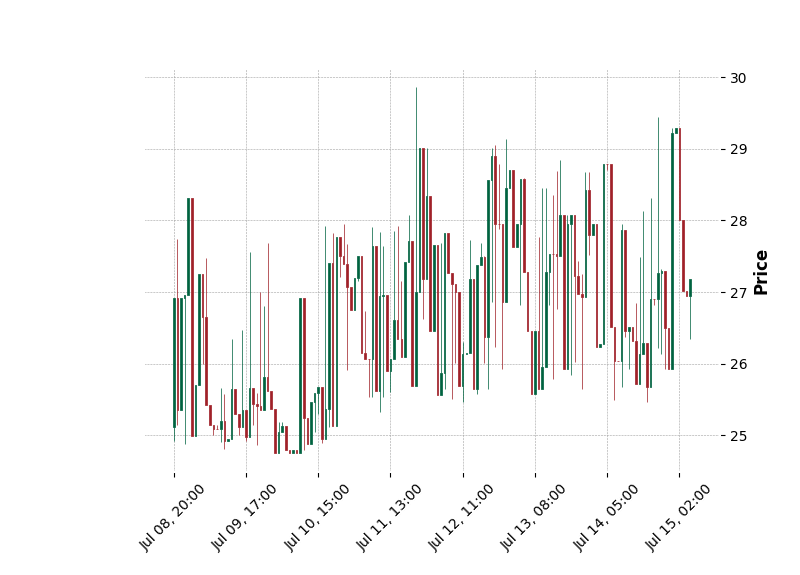 30
29
28
27
26
25
Price
Jul 08, 20:00
Jul 09, 17:00
Jul 10, 15:00
Jul 11, 13:00
Jul 12, 11:00
Jul 13, 08:00
Jul 14, 05:00
Jul 15, 02:00